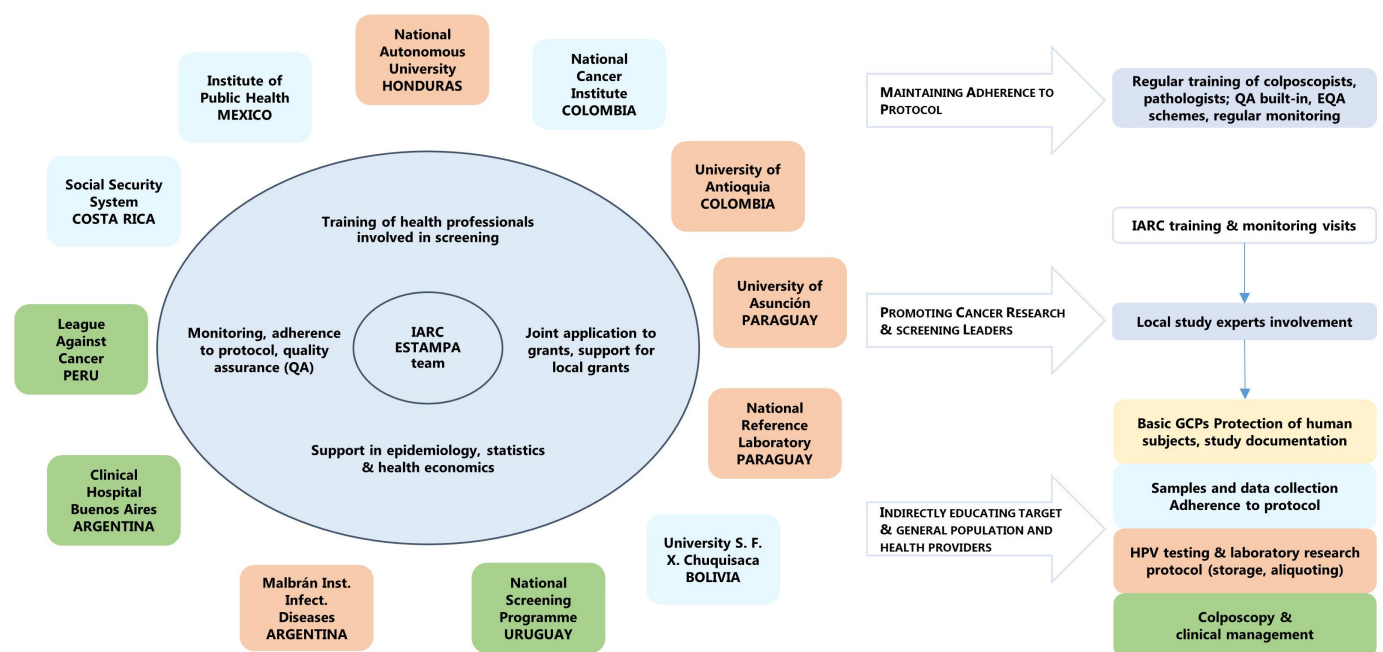 National
Autonomous
University
HONDURAS
National
Cancer
Institute
COLOMBIA
Institute of
Public Health
MEXICO
University of
Antioquia
COLOMBIA
Social Security
System
COSTA RICA
University of
Asunción
PARAGUAY
League
Against
Cancer
PERU
National
Reference
Laboratory
PARAGUAY
Clinical
Hospital
Buenos Aires
ARGENTINA
University S. F.
X. Chuquisaca
BOLIVIA
Malbrán Inst.
Infect.
Diseases
ARGENTINA
National
Screening
Programme
URUGUAY
Training of health professionals
involved in screening
Monitoring, adherence
to protocol, quality
assurance (QA)
IARC
ESTAMPA
team
Joint application to
grants, support for
local grants
Support in epidemiology, statistics
& health economics
MAINTAINING ADHERENCE TO
PROTOCOL
Regular training of colposcopists,
pathologists; QA built-in, EQA
schemes, regular monitoring
PROMOTING CANCER RESEARCH
& SCREENING LEADERS
IARC training & monitoring visits
Local study experts involvement
INDIRECTLY EDUCATING TARGET
& GENERAL POPULATION AND
HEALTH PROVIDERS
Basic GCPs Protection of human
subjects, study documentation
Samples and data collection
Adherence to protocol
HPV testing & laboratory research
protocol (storage, aliquoting)
Colposcopy &
clinical management